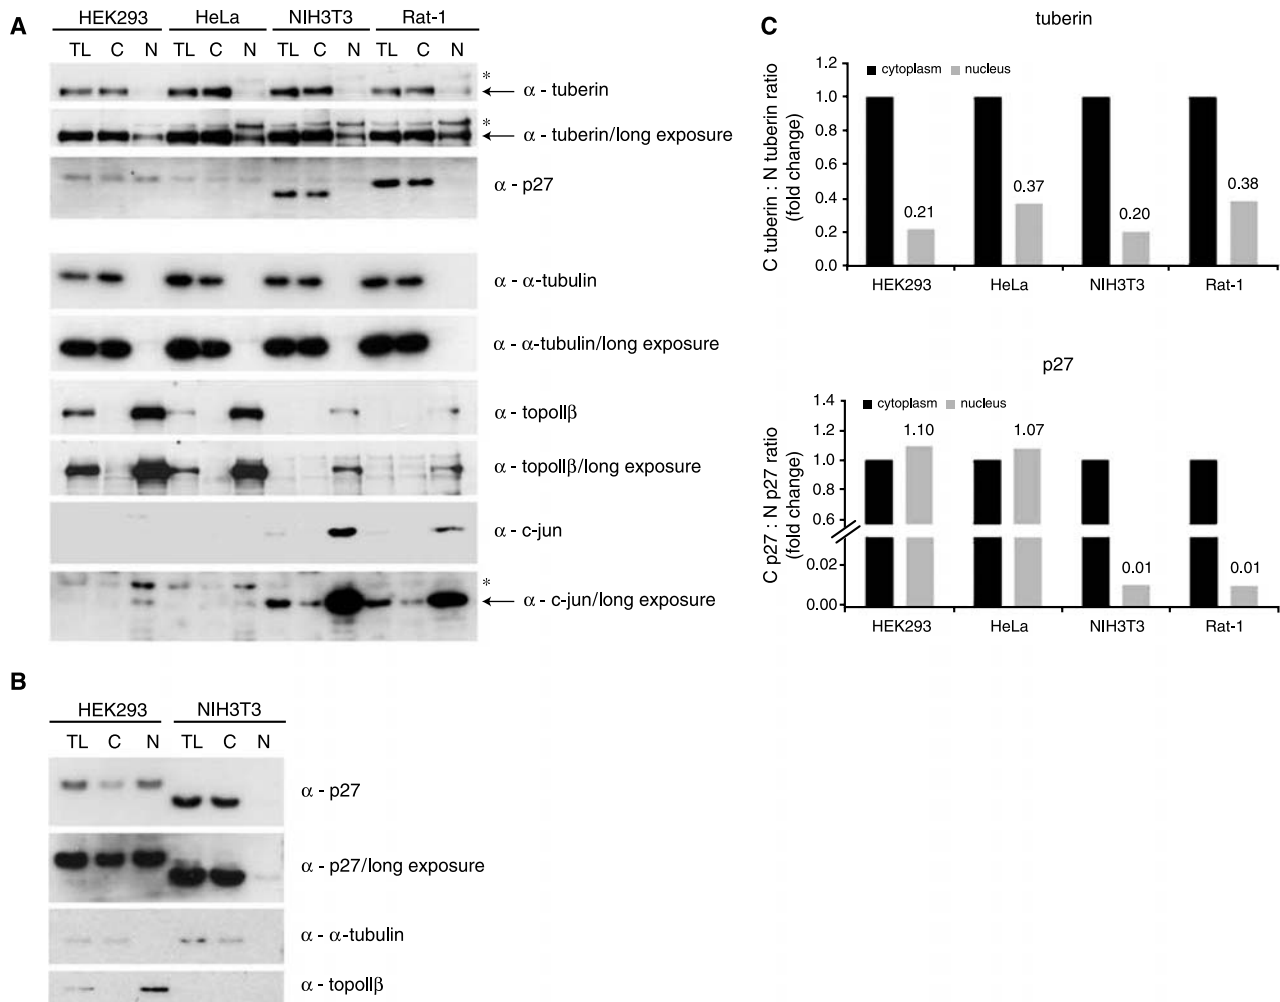 A
HEK293 HeLa NIH3T3 Rat-1
TL C N TL C N TL C N TL C N
*
α - tuberin
*
α - tuberin/long exposure
α - p27
α - α-tubulin
α - α-tubulin/long exposure
α - topoIIβ
α - topoIIβ/long exposure
α - c-jun
*
α - c-jun/long exposure
B
HEK293 NIH3T3
TL C N TL C N
α - p27
α - p27/long exposure
α - α-tubulin
α - topoIIβ
C
tuberin
C tuberin : N tuberin ratio
(fold change)
1.2
1.0
0.8
0.6
0.4
0.2
0.0
cytoplasm nucleus
0.21 0.37 0.20 0.38
HEK293 HeLa NIH3T3 Rat-1
p27
C p27 : N p27 ratio
(fold change)
1.4
1.2
1.0
0.8
0.6
0.02
0.00
cytoplasm nucleus
1.10 1.07 0.01 0.01
HEK293 HeLa NIH3T3 Rat-1